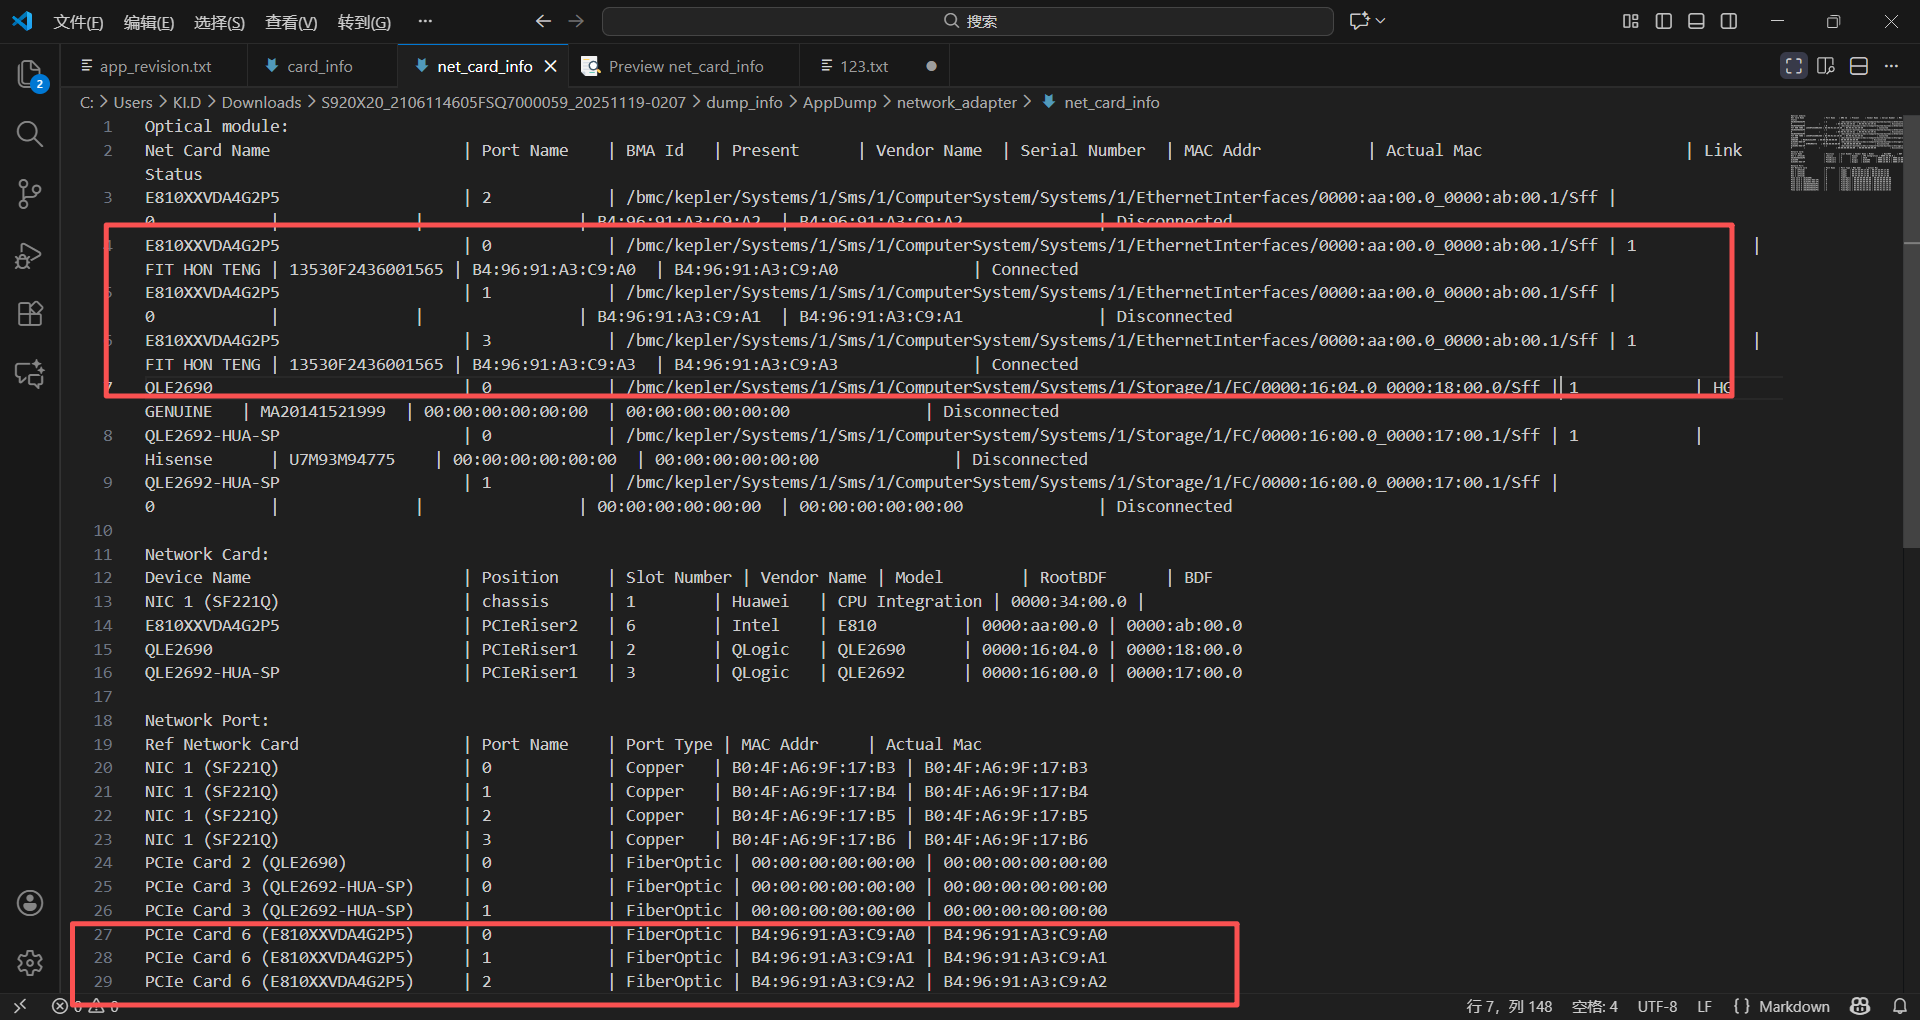 文件(F) 编辑(E) 选择(S) 查看(V) 转到(G) ··· 搜索
2 app_revision.txt card_info net_card_info Preview net_card_info 123.txt
C: > Users > KI.D > Downloads > S920X20_2106114605FSQ7000059_20251119-0207 > dump_info > AppDump > network_adapter > net_card_info
1 Optical module:
2 Net Card Name | Port Name | BMA Id | Present | Vendor Name | Serial Number | MAC Addr | Actual Mac | Link
Status
3 E810XXVDA4G2P5 | 2 | /bmc/kepler/Systems/1/Sms/1/ComputerSystem/Systems/1/EthernetInterfaces/0000:aa:00.0_0000:ab:00.1/Sff |
0 | | | B4:96:91:A3:C9:A2 | B4:96:91:A3:C9:A2 | Disconnected
4 E810XXVDA4G2P5 | 0 | /bmc/kepler/Systems/1/Sms/1/ComputerSystem/Systems/1/EthernetInterfaces/0000:aa:00.0_0000:ab:00.1/Sff | 1 |
FIT HON TENG | 13530F2436001565 | B4:96:91:A3:C9:A0 | B4:96:91:A3:C9:A0 | Connected
5 E810XXVDA4G2P5 | 1 | /bmc/kepler/Systems/1/Sms/1/ComputerSystem/Systems/1/EthernetInterfaces/0000:aa:00.0_0000:ab:00.1/Sff |
0 | | | B4:96:91:A3:C9:A1 | B4:96:91:A3:C9:A1 | Disconnected
6 E810XXVDA4G2P5 | 3 | /bmc/kepler/Systems/1/Sms/1/ComputerSystem/Systems/1/EthernetInterfaces/0000:aa:00.0_0000:ab:00.1/Sff | 1 |
FIT HON TENG | 13530F2436001565 | B4:96:91:A3:C9:A3 | B4:96:91:A3:C9:A3 | Connected
7 QLE2690 | 0 | /bmc/kepler/Systems/1/Sms/1/ComputerSystem/Systems/1/Storage/1/FC/0000:16:04.0_0000:18:00.0/Sff | 1 | HG
GENUINE | MA20141521999 | 00:00:00:00:00:00 | 00:00:00:00:00:00 | Disconnected
8 QLE2692-HUA-SP | 0 | /bmc/kepler/Systems/1/Sms/1/ComputerSystem/Systems/1/Storage/1/FC/0000:16:00.0_0000:17:00.1/Sff | 1 |
Hisense | U7M93M94775 | 00:00:00:00:00:00 | 00:00:00:00:00:00 | Disconnected
9 QLE2692-HUA-SP | 1 | /bmc/kepler/Systems/1/Sms/1/ComputerSystem/Systems/1/Storage/1/FC/0000:16:00.0_0000:17:00.1/Sff |
0 | | | 00:00:00:00:00:00 | 00:00:00:00:00:00 | Disconnected
10
11 Network Card:
12 Device Name | Position | Slot Number | Vendor Name | Model | RootBDF | BDF
13 NIC 1 (SF221Q) | chassis | 1 | Huawei | CPU Integration | 0000:34:00.0 |
14 E810XXVDA4G2P5 | PCIeRiser2 | 6 | Intel | E810 | 0000:aa:00.0 | 0000:ab:00.0
15 QLE2690 | PCIeRiser1 | 2 | QLogic | QLE2690 | 0000:16:04.0 | 0000:18:00.0
16 QLE2692-HUA-SP | PCIeRiser1 | 3 | QLogic | QLE2692 | 0000:16:00.0 | 0000:17:00.0
17
18 Network Port:
19 Ref Network Card | Port Name | Port Type | MAC Addr | Actual Mac
20 NIC 1 (SF221Q) | 0 | Copper | B0:4F:A6:9F:17:B3 | B0:4F:A6:9F:17:B3
21 NIC 1 (SF221Q) | 1 | Copper | B0:4F:A6:9F:17:B4 | B0:4F:A6:9F:17:B4
22 NIC 1 (SF221Q) | 2 | Copper | B0:4F:A6:9F:17:B5 | B0:4F:A6:9F:17:B5
23 NIC 1 (SF221Q) | 3 | Copper | B0:4F:A6:9F:17:B6 | B0:4F:A6:9F:17:B6
24 PCIe Card 2 (QLE2690) | 0 | FiberOptic | 00:00:00:00:00:00 | 00:00:00:00:00:00
25 PCIe Card 3 (QLE2692-HUA-SP) | 0 | FiberOptic | 00:00:00:00:00:00 | 00:00:00:00:00:00
26 PCIe Card 3 (QLE2692-HUA-SP) | 1 | FiberOptic | 00:00:00:00:00:00 | 00:00:00:00:00:00
27 PCIe Card 6 (E810XXVDA4G2P5) | 0 | FiberOptic | B4:96:91:A3:C9:A0 | B4:96:91:A3:C9:A0
28 PCIe Card 6 (E810XXVDA4G2P5) | 1 | FiberOptic | B4:96:91:A3:C9:A1 | B4:96:91:A3:C9:A1
29 PCIe Card 6 (E810XXVDA4G2P5) | 2 | FiberOptic | B4:96:91:A3:C9:A2 | B4:96:91:A3:C9:A2
0 0 行 7, 列 148 空格: 4 UTF-8 LF {} Markdown